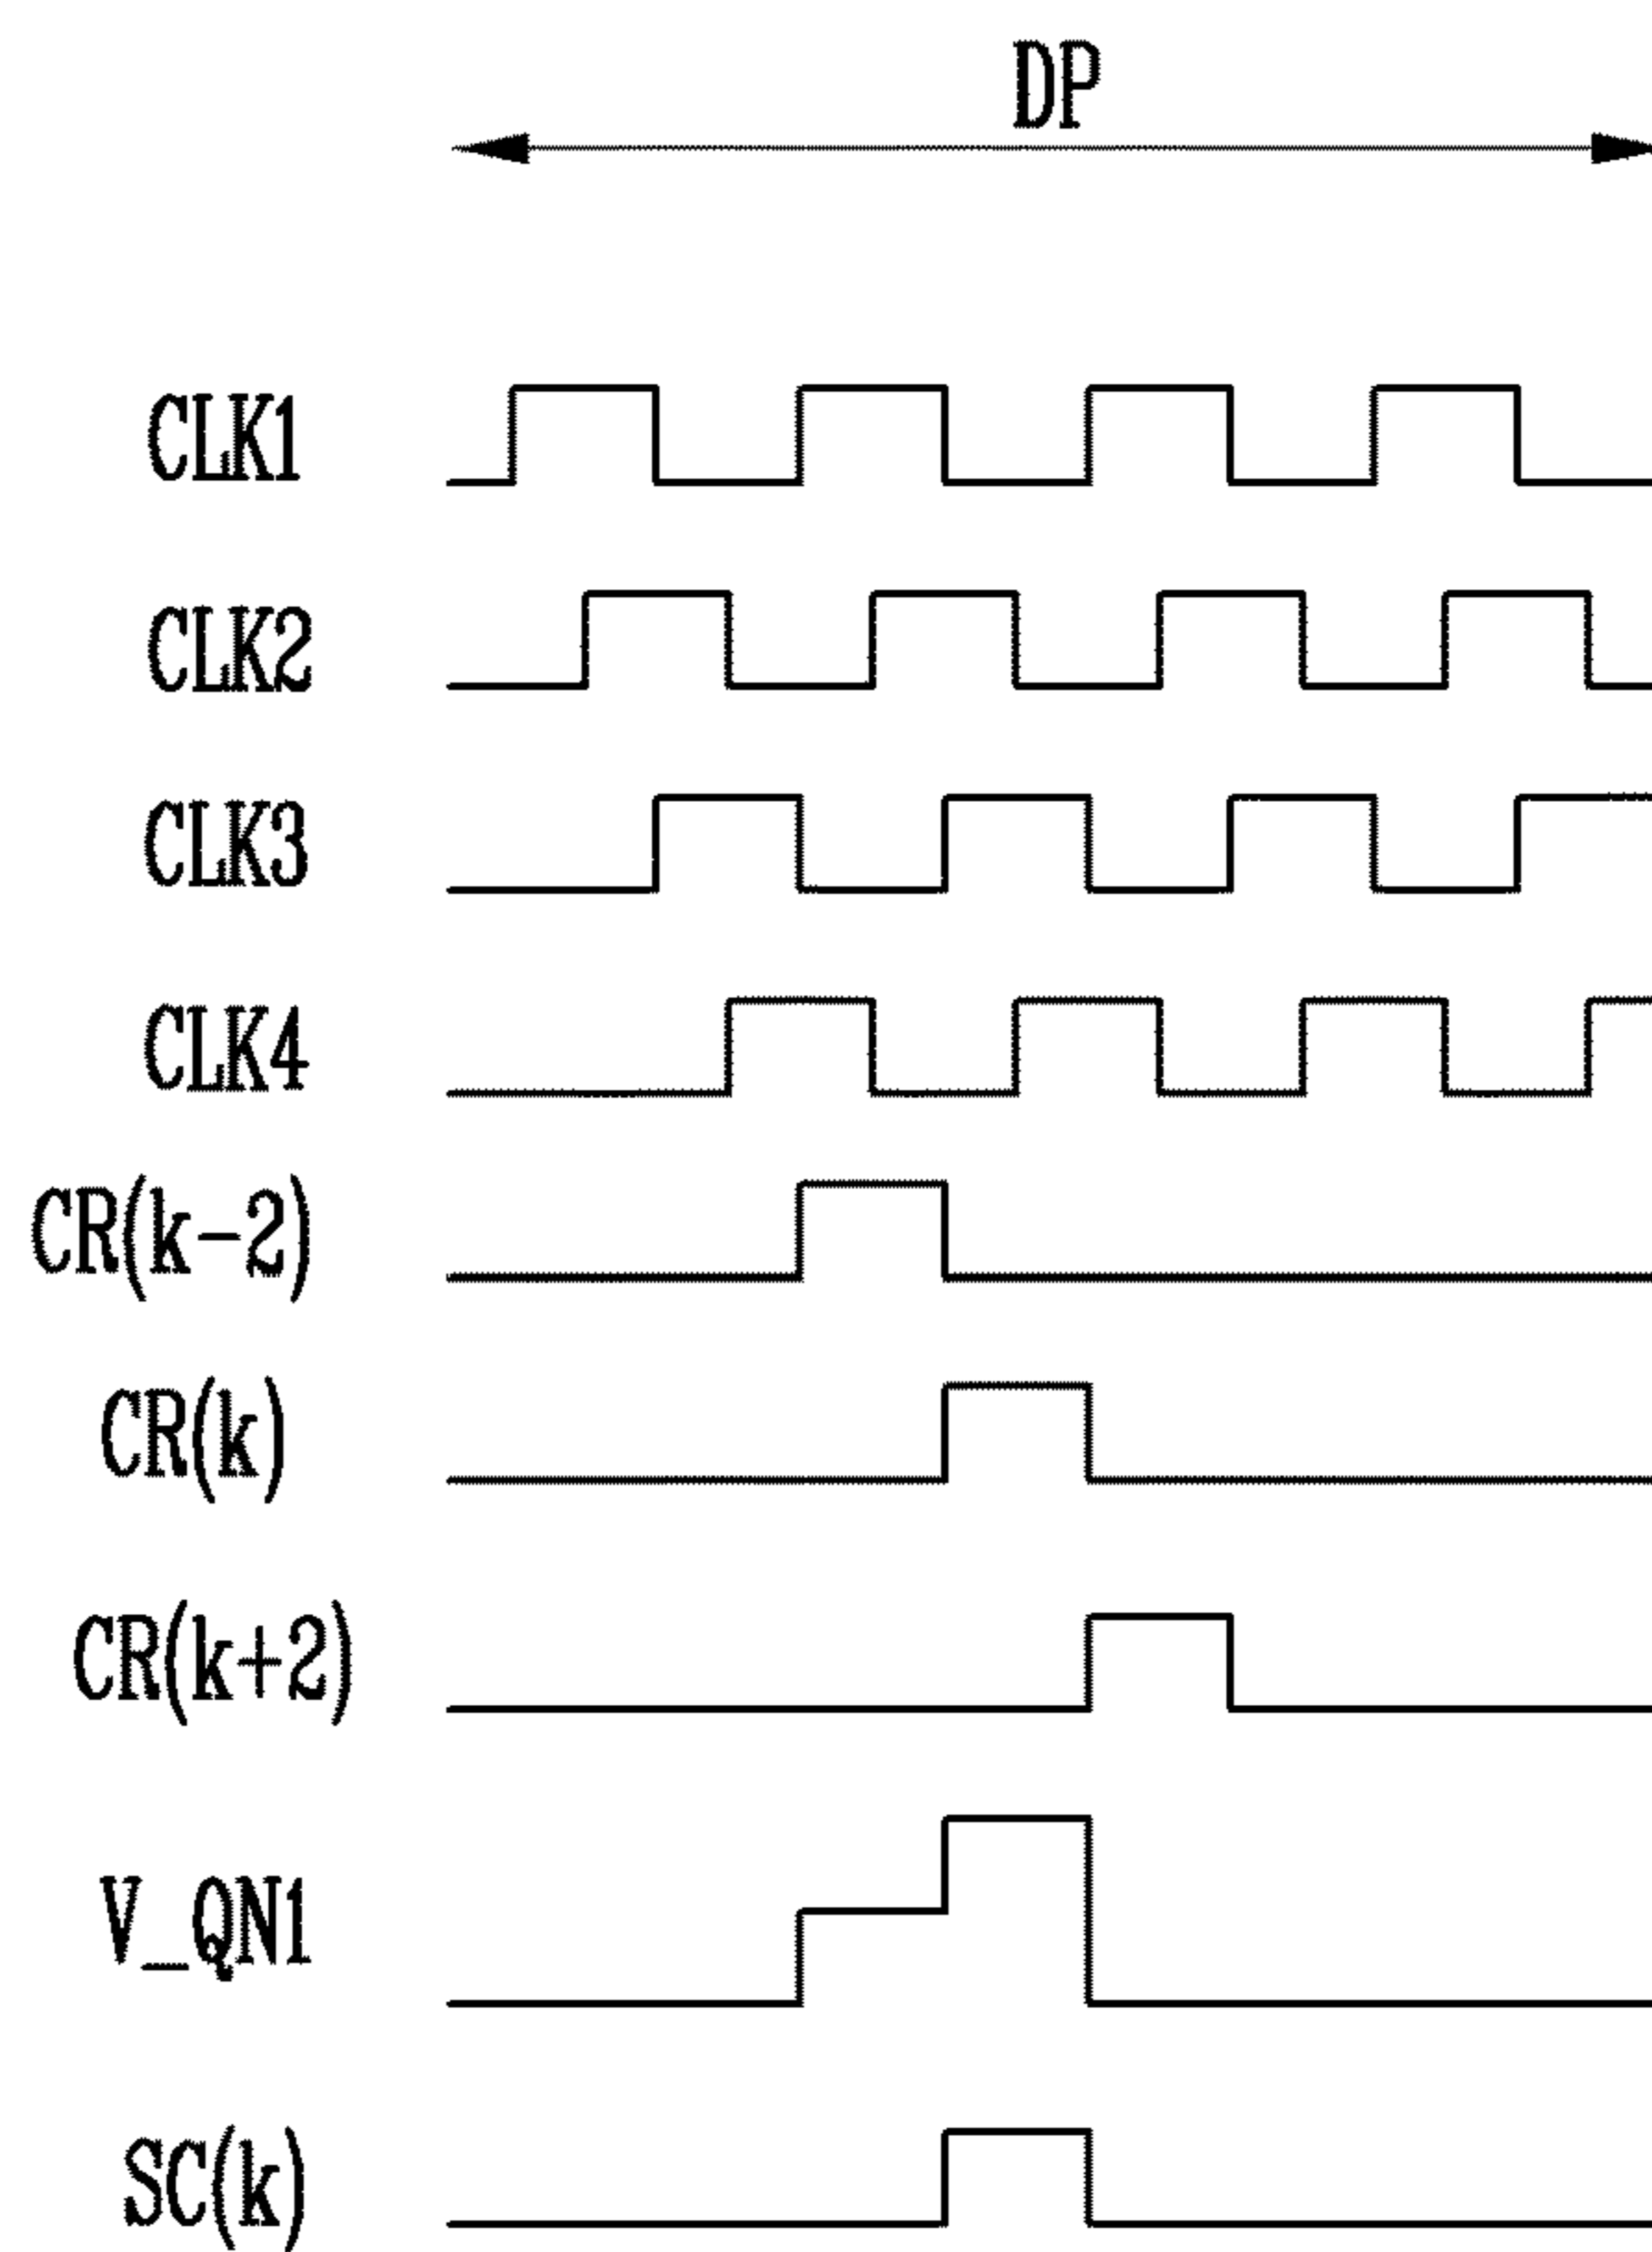 DP
CLK1
CLK2
CLK3
CLK4
CR(k-2)
CR(k)
CR(k+2)
V_QN1
SC(k)